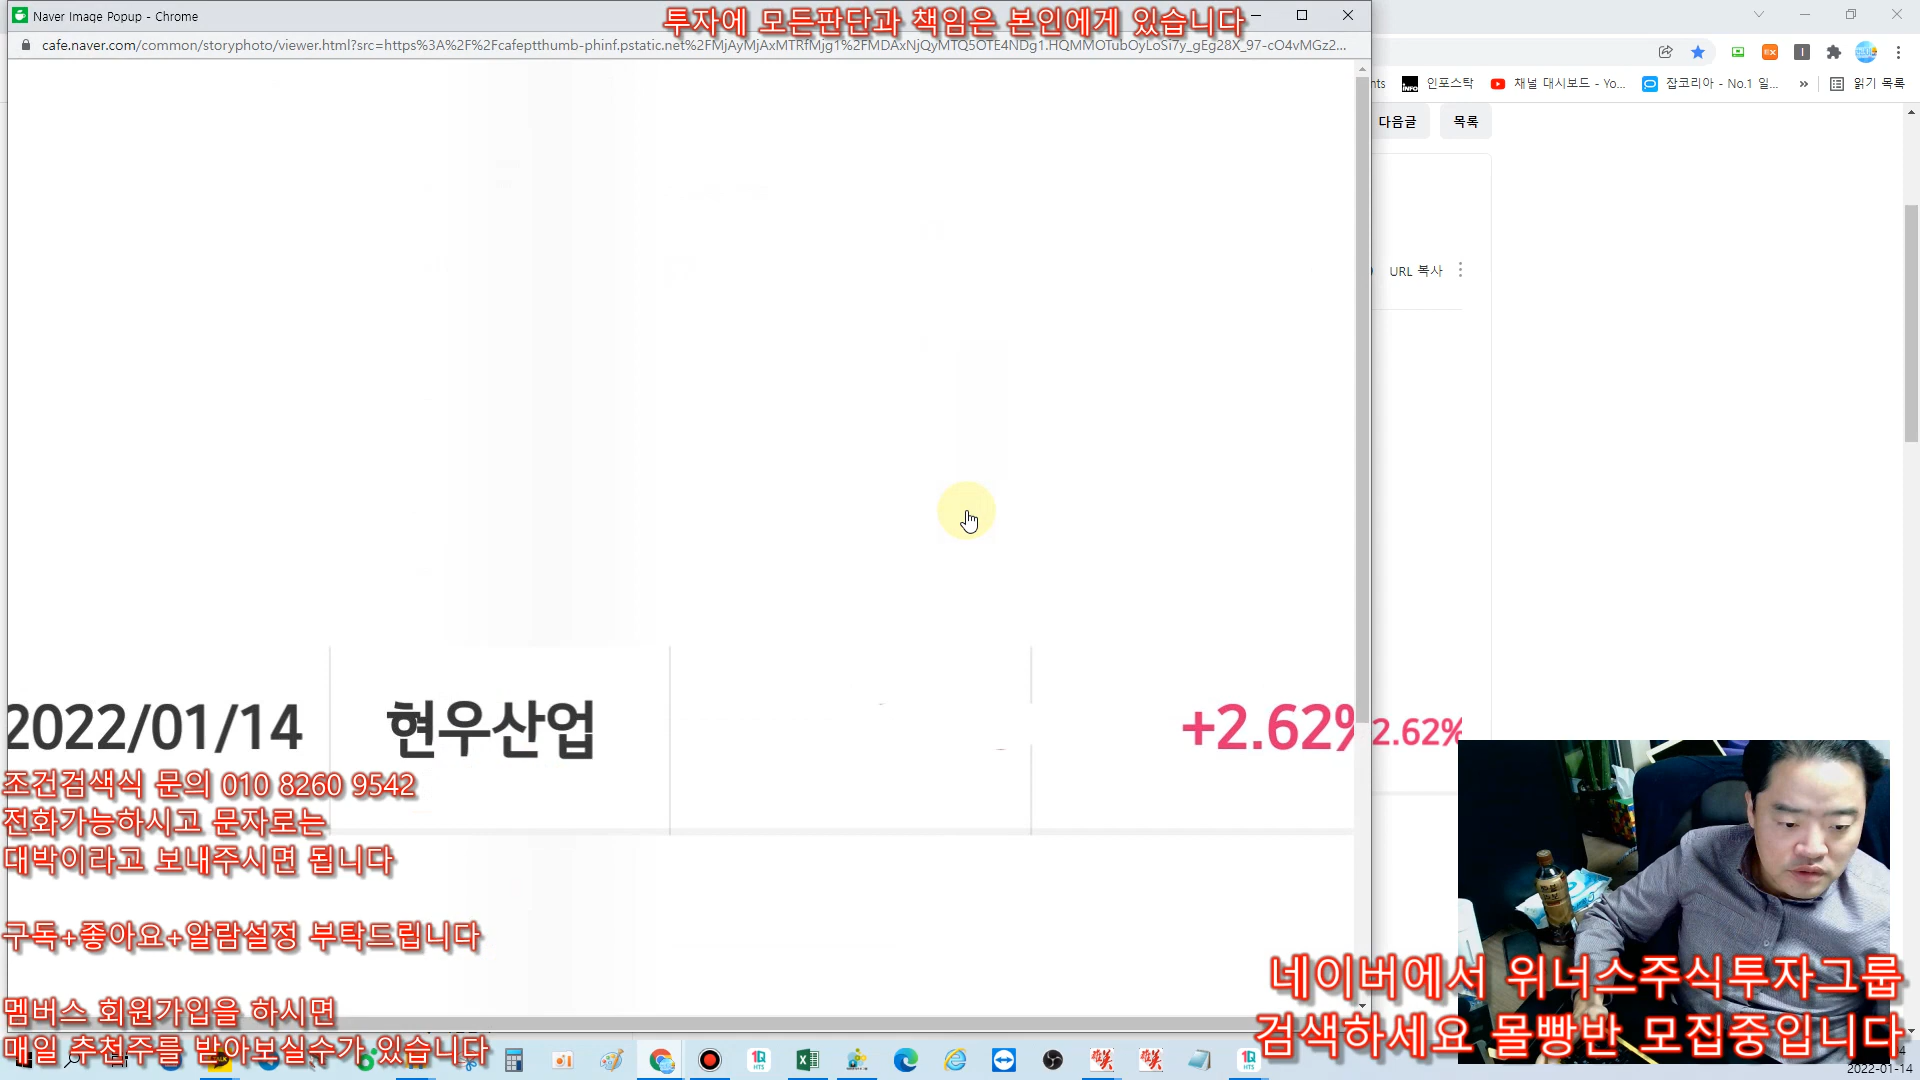 Naver Image Popup - Chrome
투자에 모든판단과 책임은 본인에게 있습니다
cafe.naver.com/common/storyphoto/viewer.html?src=https%3A%2F%2Fcafeptthumb-phinf.pstatic.net%2FMjAyMjAxMTRfMjg1%2FMDAxNjQyMTQ5OTE4NDg1.HQMMOTubOyLoSi7y_gEg28X_97-cO4vMGz2...
nts
인포스탁
채널 대시보드 - Yo...
잡코리아 - No.1 일...
»
읽기 목록
다음글
목록
URL 복사
2022/01/14
현우산업
+2.62%
2.62%
조건검색식 문의 010 8260 9542
전화가능하시고 문자로는
대박이라고 보내주시면 됩니다
구독+좋아요+알람설정 부탁드립니다
멤버스 회원가입을 하시면
매일 추천주를 받아보실수가 있습니다
네이버에서 위너스주식투자그룹
검색하세요 몰빵반 모집중입니다
2022-01-14